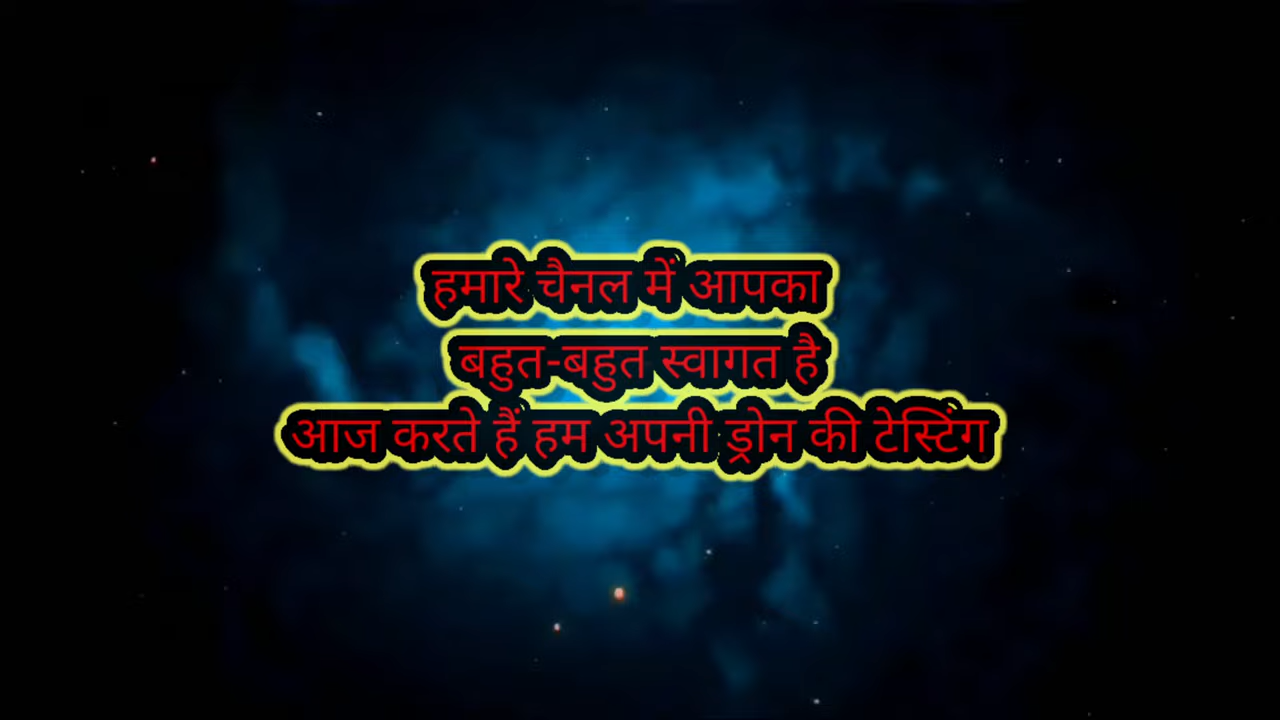 हमारे चैनल में आपका
बहुत-बहुत स्वागत है
आज करते हैं हम अपनी ड्रोन की टेस्टिंग